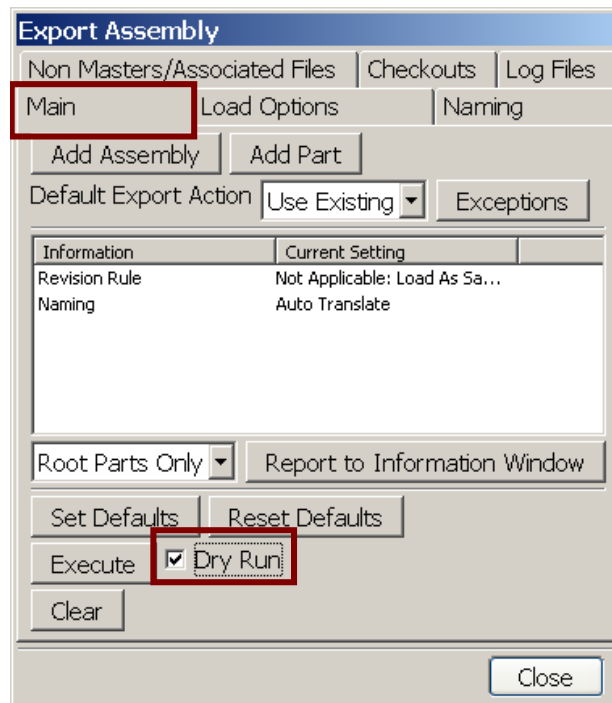 Export Assembly
Non Masters/Associated Files Checkouts Log Files
Main Load Options Naming
Add Assembly Add Part
Default Export Action Use Existing Exceptions
Information Current Setting
Revision Rule Not Applicable: Load As Sa...
Naming Auto Translate
Root Parts Only Report to Information Window
Set Defaults Reset Defaults
Execute Dry Run
Clear
Close